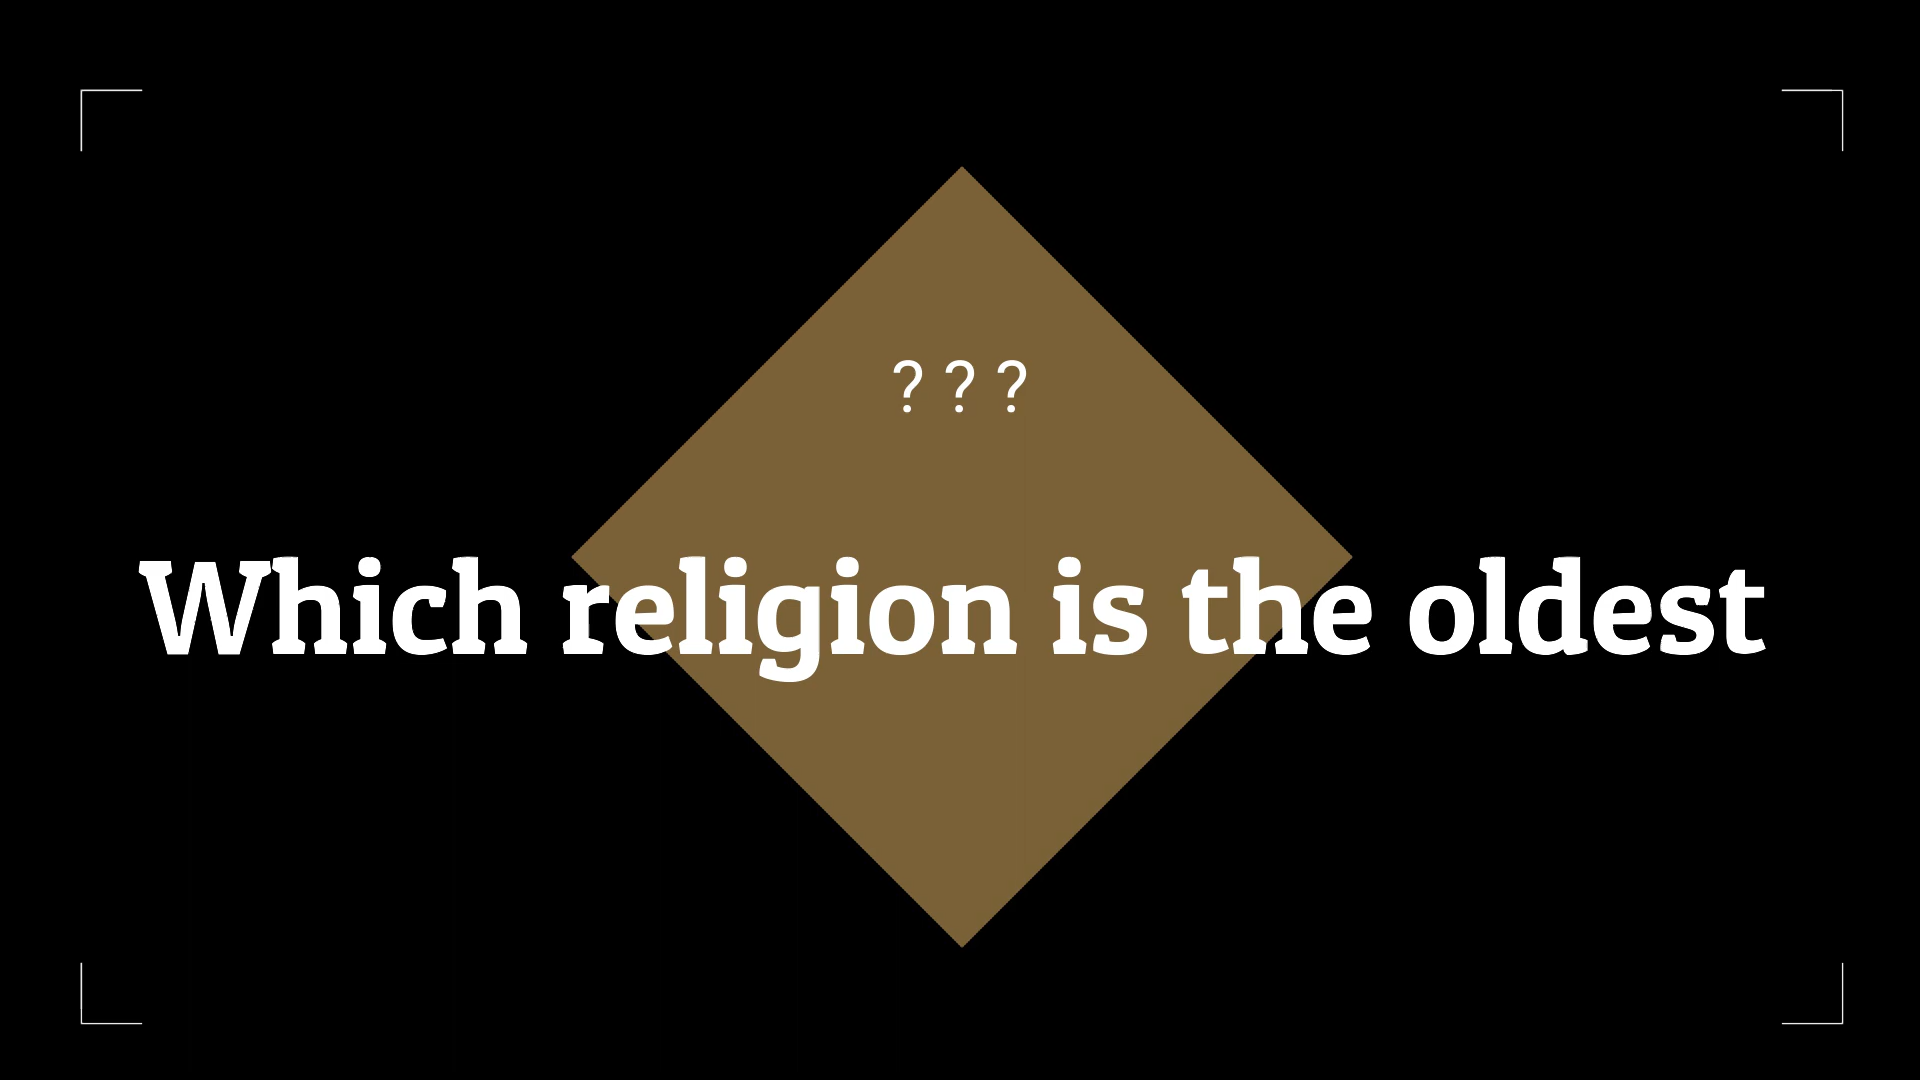 ? ? ?
Which religion is the oldest